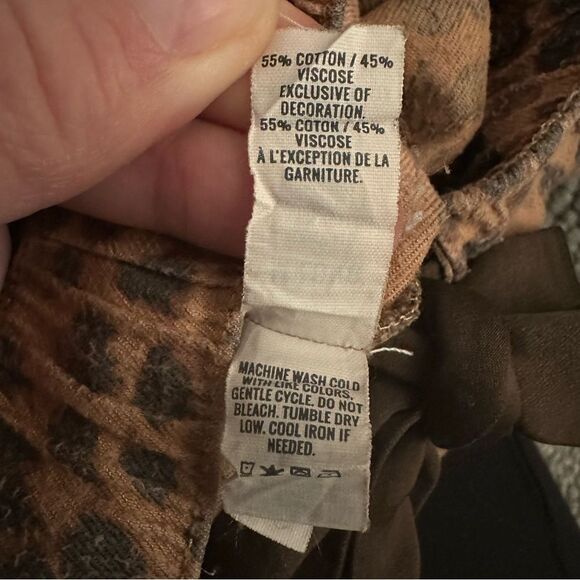 55% COTTON / 45%
VISCOSE
EXCLUSIVE OF
DECORATION.
55% COTON / 45%
VISCOSE
À L'EXCEPTION DE LA
GARNITURE.
MACHINE WASH COLD
WITH LIKE COLORS.
GENTLE CYCLE. DO NOT
BLEACH. TUMBLE DRY
LOW. COOL IRON IF
NEEDED.